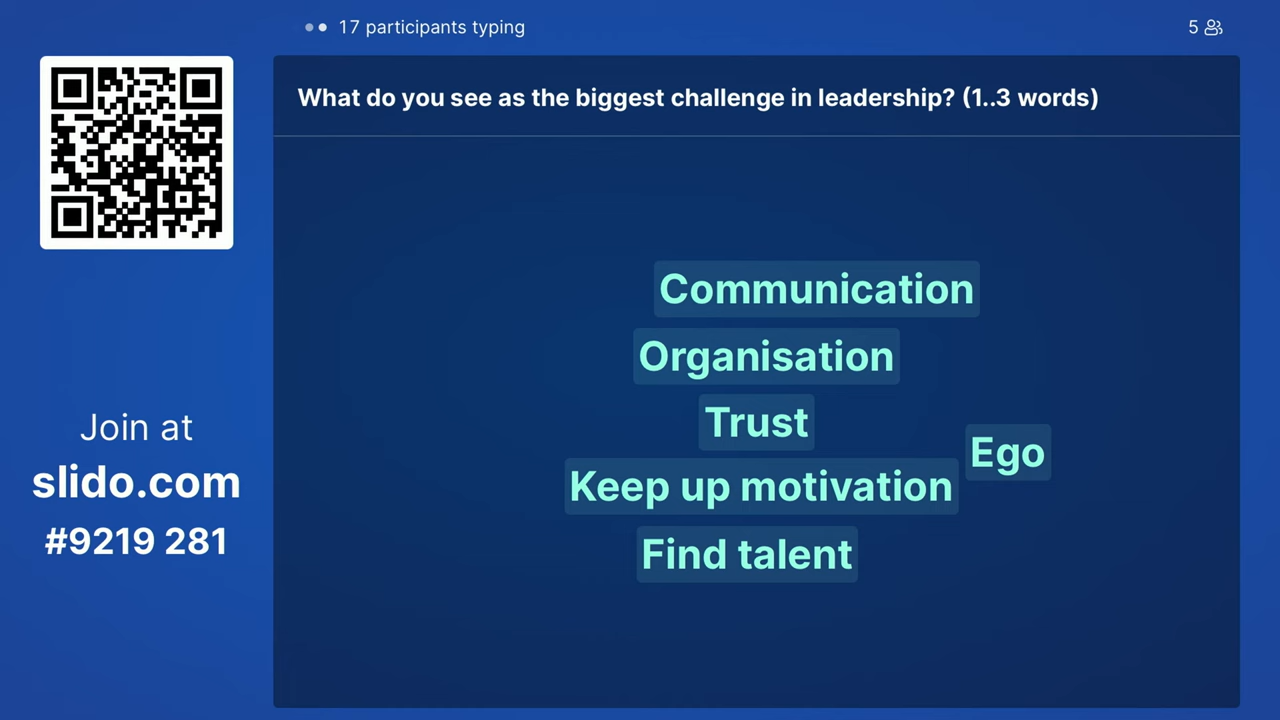 17 participants typing
5
What do you see as the biggest challenge in leadership? (1..3 words)
Communication
Organisation
Trust
Ego
Keep up motivation
Find talent
Join at
slido.com
#9219 281